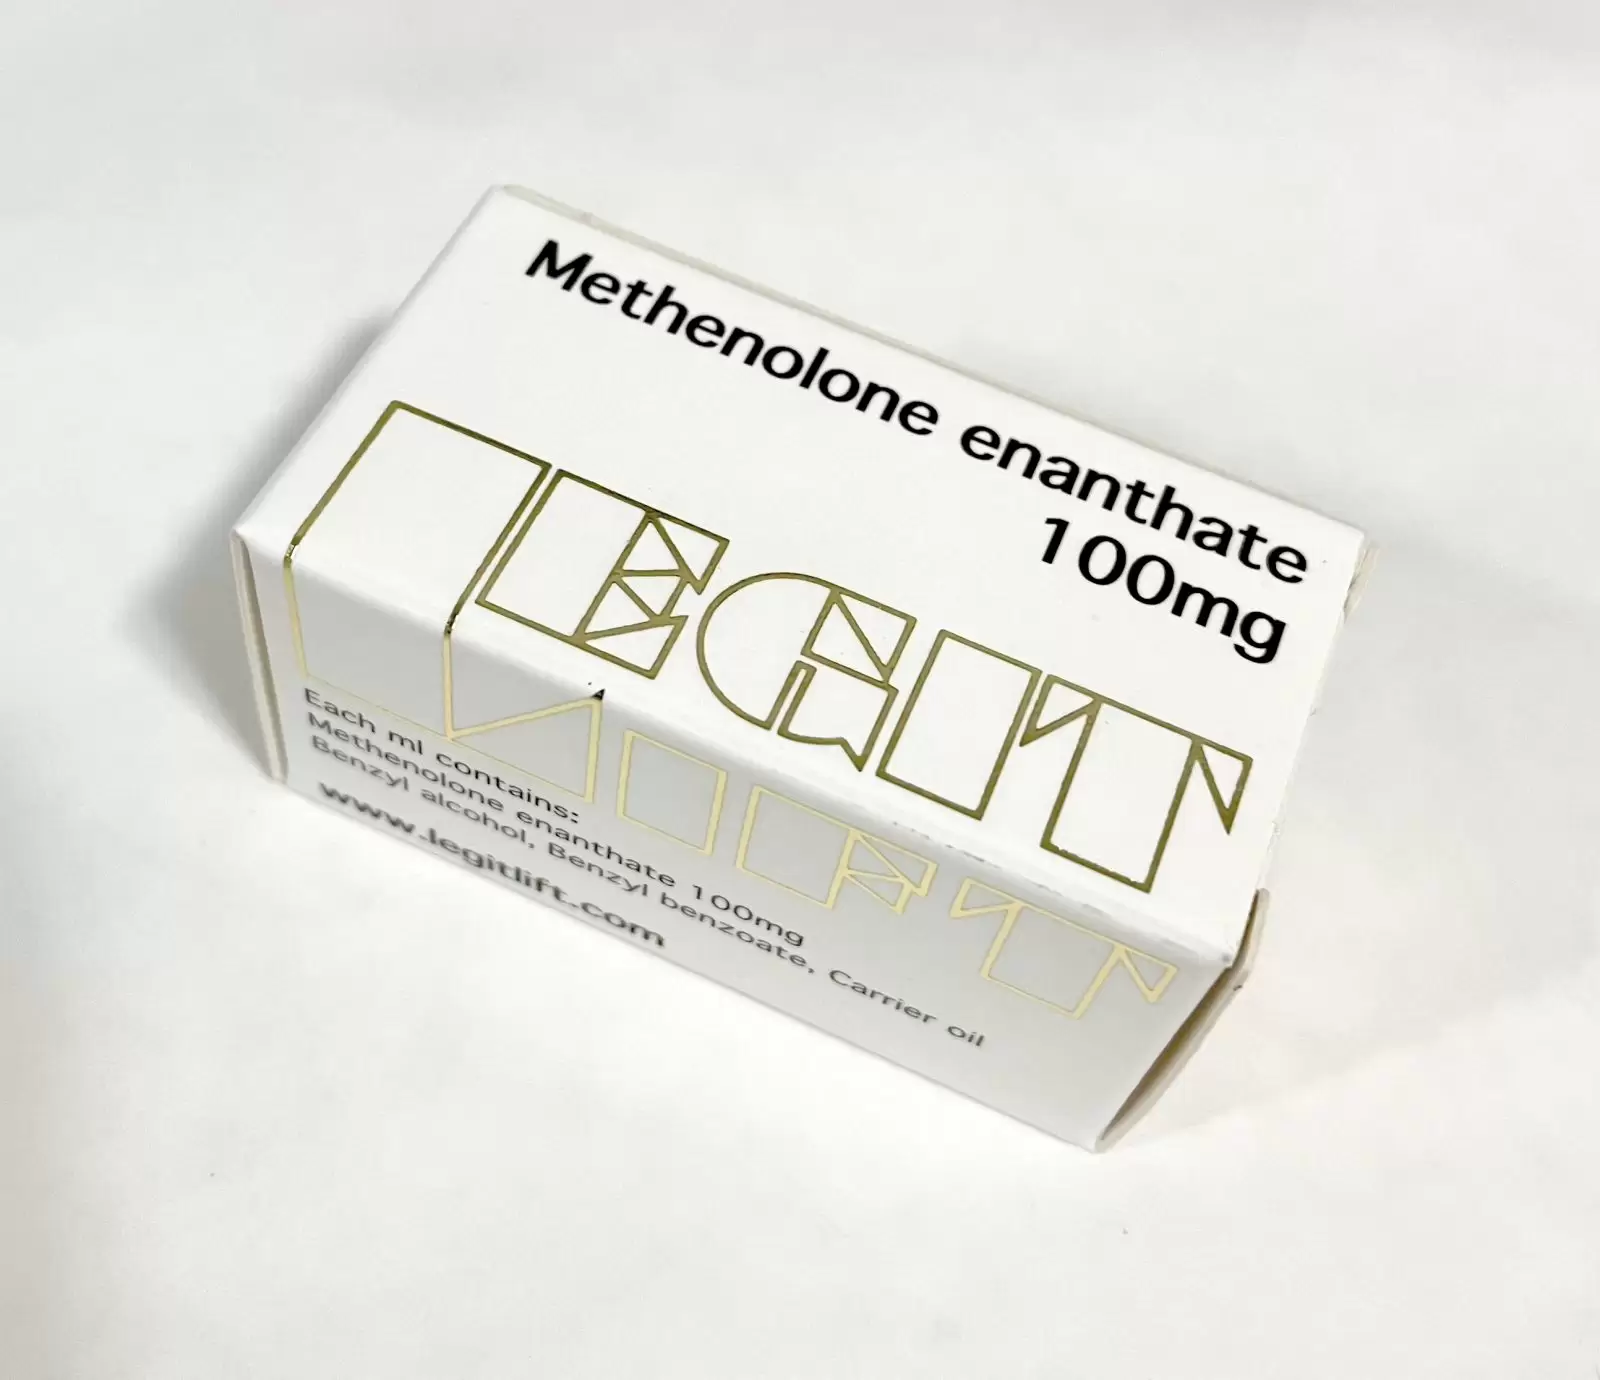 Methenolone enanthate
100mg
LEGIT
LIFT
Each ml contains:
Methenolone enanthate 100mg
Benzyl alcohol, Benzyl benzoate, Carrier oil
www.legitlift.com